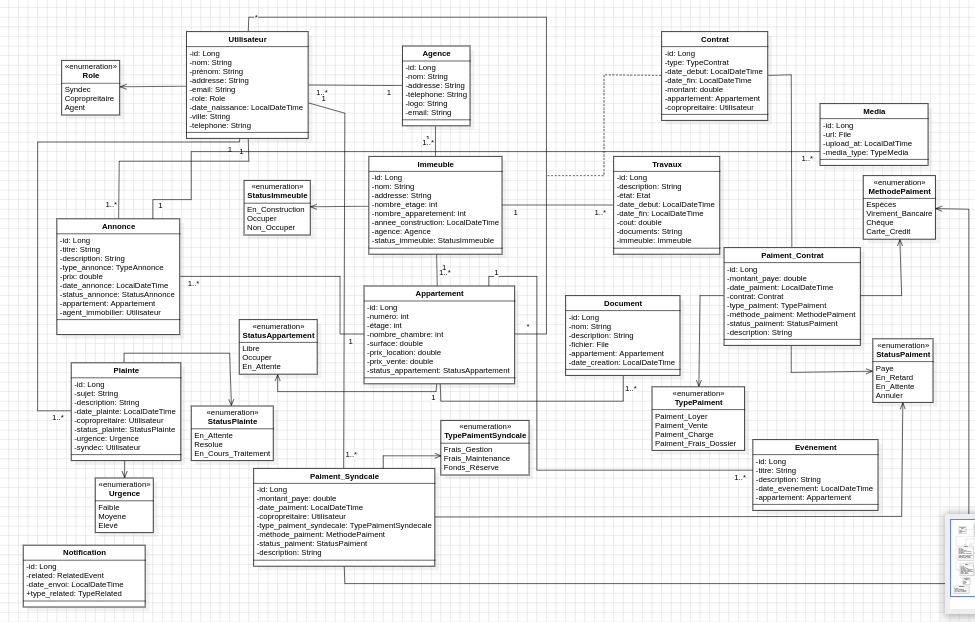 *
Utilisateur
-id: Long
-nom: String
-prénom: String
-addresse: String
-email: String
-role: Role
-date_naissance: LocalDateTime
-ville: String
-telephone: String
1..*
1
1
1
1
«enumeration»
Role
Syndec
Copropreitaire
Agent
Agence
-id: Long
-nom: String
-addresse: String
-télephone: String
-logo: String
-email: String
1
1..*
Contrat
-id: Long
-type: TypeContrat
-date_debut: LocalDateTime
-date_fin: LocalDateTime
-montant: double
-appartement: Appartement
-copropreitaire: Utilisateur
Media
-id: Long
-url: File
-upload_at: LocalDatTime
-media_type: TypeMedia
1..*
Immeuble
-id: Long
-nom: String
-addresse: String
-nombre_etage: int
-nombre_apparetement: int
-annee_construction: LocalDateTime
-agence: Agence
-status_immeuble: StatusImmeuble
1
1..*
1
1..*
Travaux
-id: Long
-description: String
-état: Etat
-date_debut: LocalDateTime
-date_fin: LocalDateTime
-cout: double
-documents: String
-immeuble: Immeuble
«enumeration»
MethodePaiment
Espèces
Virement_Bancaire
Chéque
Carte_Credit
«enumeration»
StatusImmeuble
En_Construction
Occuper
Non_Occuper
1..*
1
Annonce
-id: Long
-titre: String
-description: String
-type_annonce: TypeAnnonce
-prix: double
-date_annonce: LocalDateTime
-status_annonce: StatusAnnonce
-appartement: Appartement
-agent_immobilier: Utilisateur
1..*
1
Paiment_Contrat
-id: Long
-montant_paye: double
-date_paiment: LocalDateTime
-contrat: Contrat
-type_paiment: TypePaiment
-méthode_paiment: MethodePaiment
-status_paiment: StatusPaiment
-description: String
Appartement
-id: Long
-numéro: int
-étage: int
-nombre_chambre: int
-surface: double
-prix_location: double
-prix_vente: double
-status_appartement: StatusAppartement
1
*
1
Document
-id: Long
-nom: String
-description: String
-fichier: File
-appartement: Appartement
-date_creation: LocalDateTime
1..*
«enumeration»
StatusAppartement
Libre
Occuper
En_Attente
«enumeration»
StatusPaiment
Paye
En_Retard
En_Attente
Annuler
Plainte
-id: Long
-sujet: String
-description: String
-date_plainte: LocalDateTime
-copropreitaire: Utilisateur
-status_plainte: StatusPlainte
-urgence: Urgence
-syndec: Utilisateur
1..*
«enumeration»
StatusPlainte
En_Attente
Resolue
En_Cours_Traitement
«enumeration»
TypePaiment
Paiment_Loyer
Paiment_Vente
Paiment_Charge
Paiment_Frais_Dossier
«enumeration»
TypePaimentSyndcale
Frais_Gestion
Frais_Maintenance
Fonds_Réserve
Evénement
-id: Long
-titre: String
-description: String
-date_evenement: LocalDateTime
-appartement: Appartement
1..*
1..*
Paiment_Syndcale
-id: Long
-montant_paye: double
-date_paiment: LocalDateTime
-copropreitaire: Utilisateur
-type_paiment_syndecale: TypePaimentSyndecale
-méthode_paiment: MethodePaiment
-status_paiment: StatusPaiment
-description: String
«enumeration»
Urgence
Faible
Moyene
Elevé
Notification
-id: Long
-related: RelatedEvent
-date_envoi: LocalDateTime
+type_related: TypeRelated